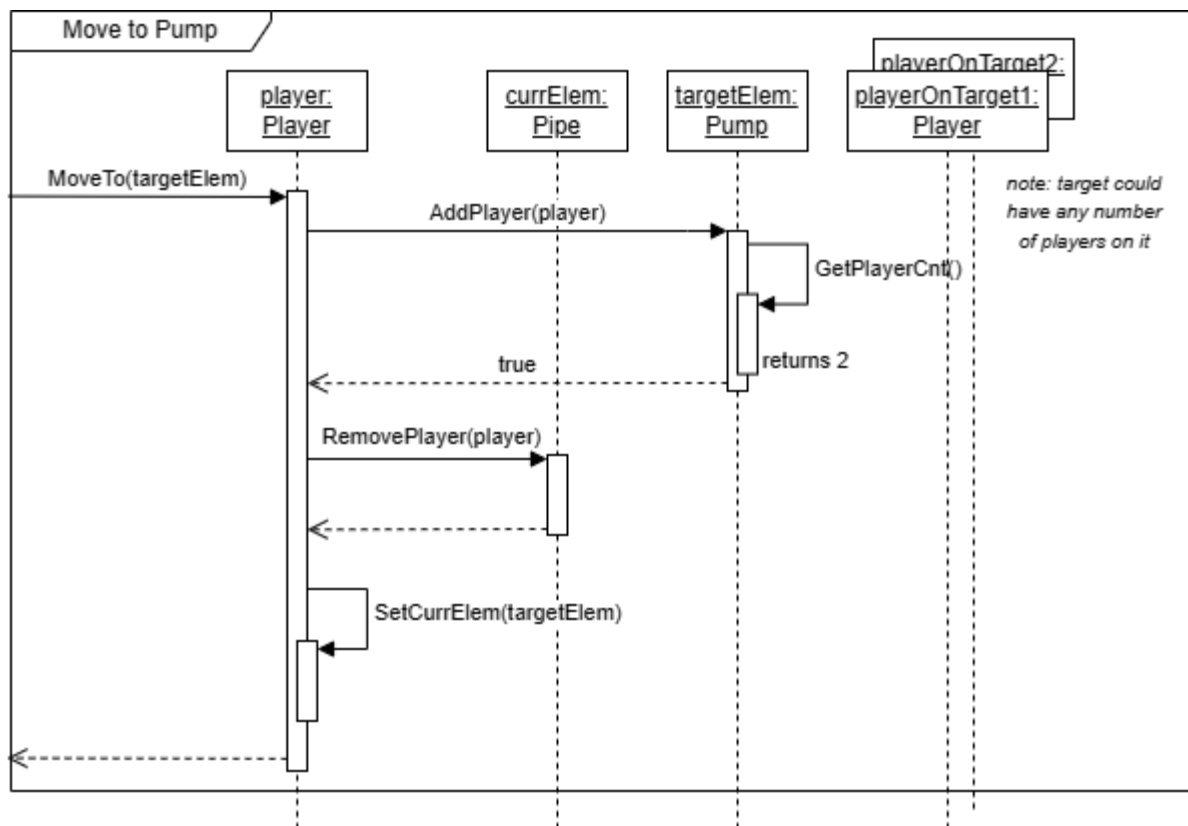 Move to Pump
player:
Player
currElem:
Pipe
targetElem:
Pump
playerOnTarget2:
playerOnTarget1:
Player
note: target could
have any number
of players on it
MoveTo(targetElem)
AddPlayer(player)
GetPlayerCnt()
returns 2
true
RemovePlayer(player)
SetCurrElem(targetElem)